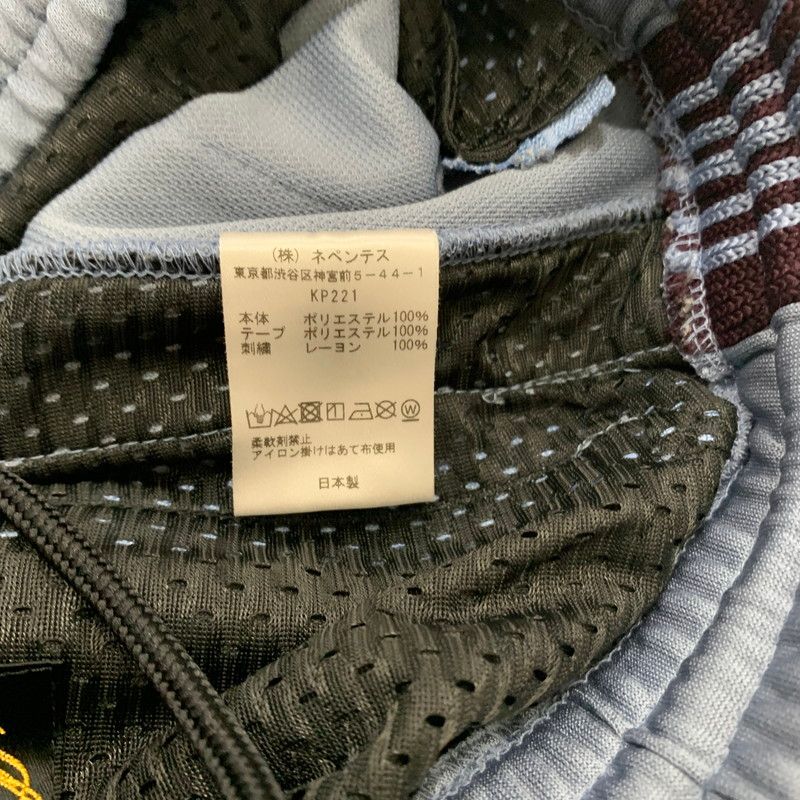 (株) ネペンテス
東京都渋谷区神宮前5-44-1
KP221
本体 ポリエステル100%
テープ ポリエステル100%
刺繍 レーヨン 100%
柔軟剤禁止
アイロン掛けはあて布使用
日本製